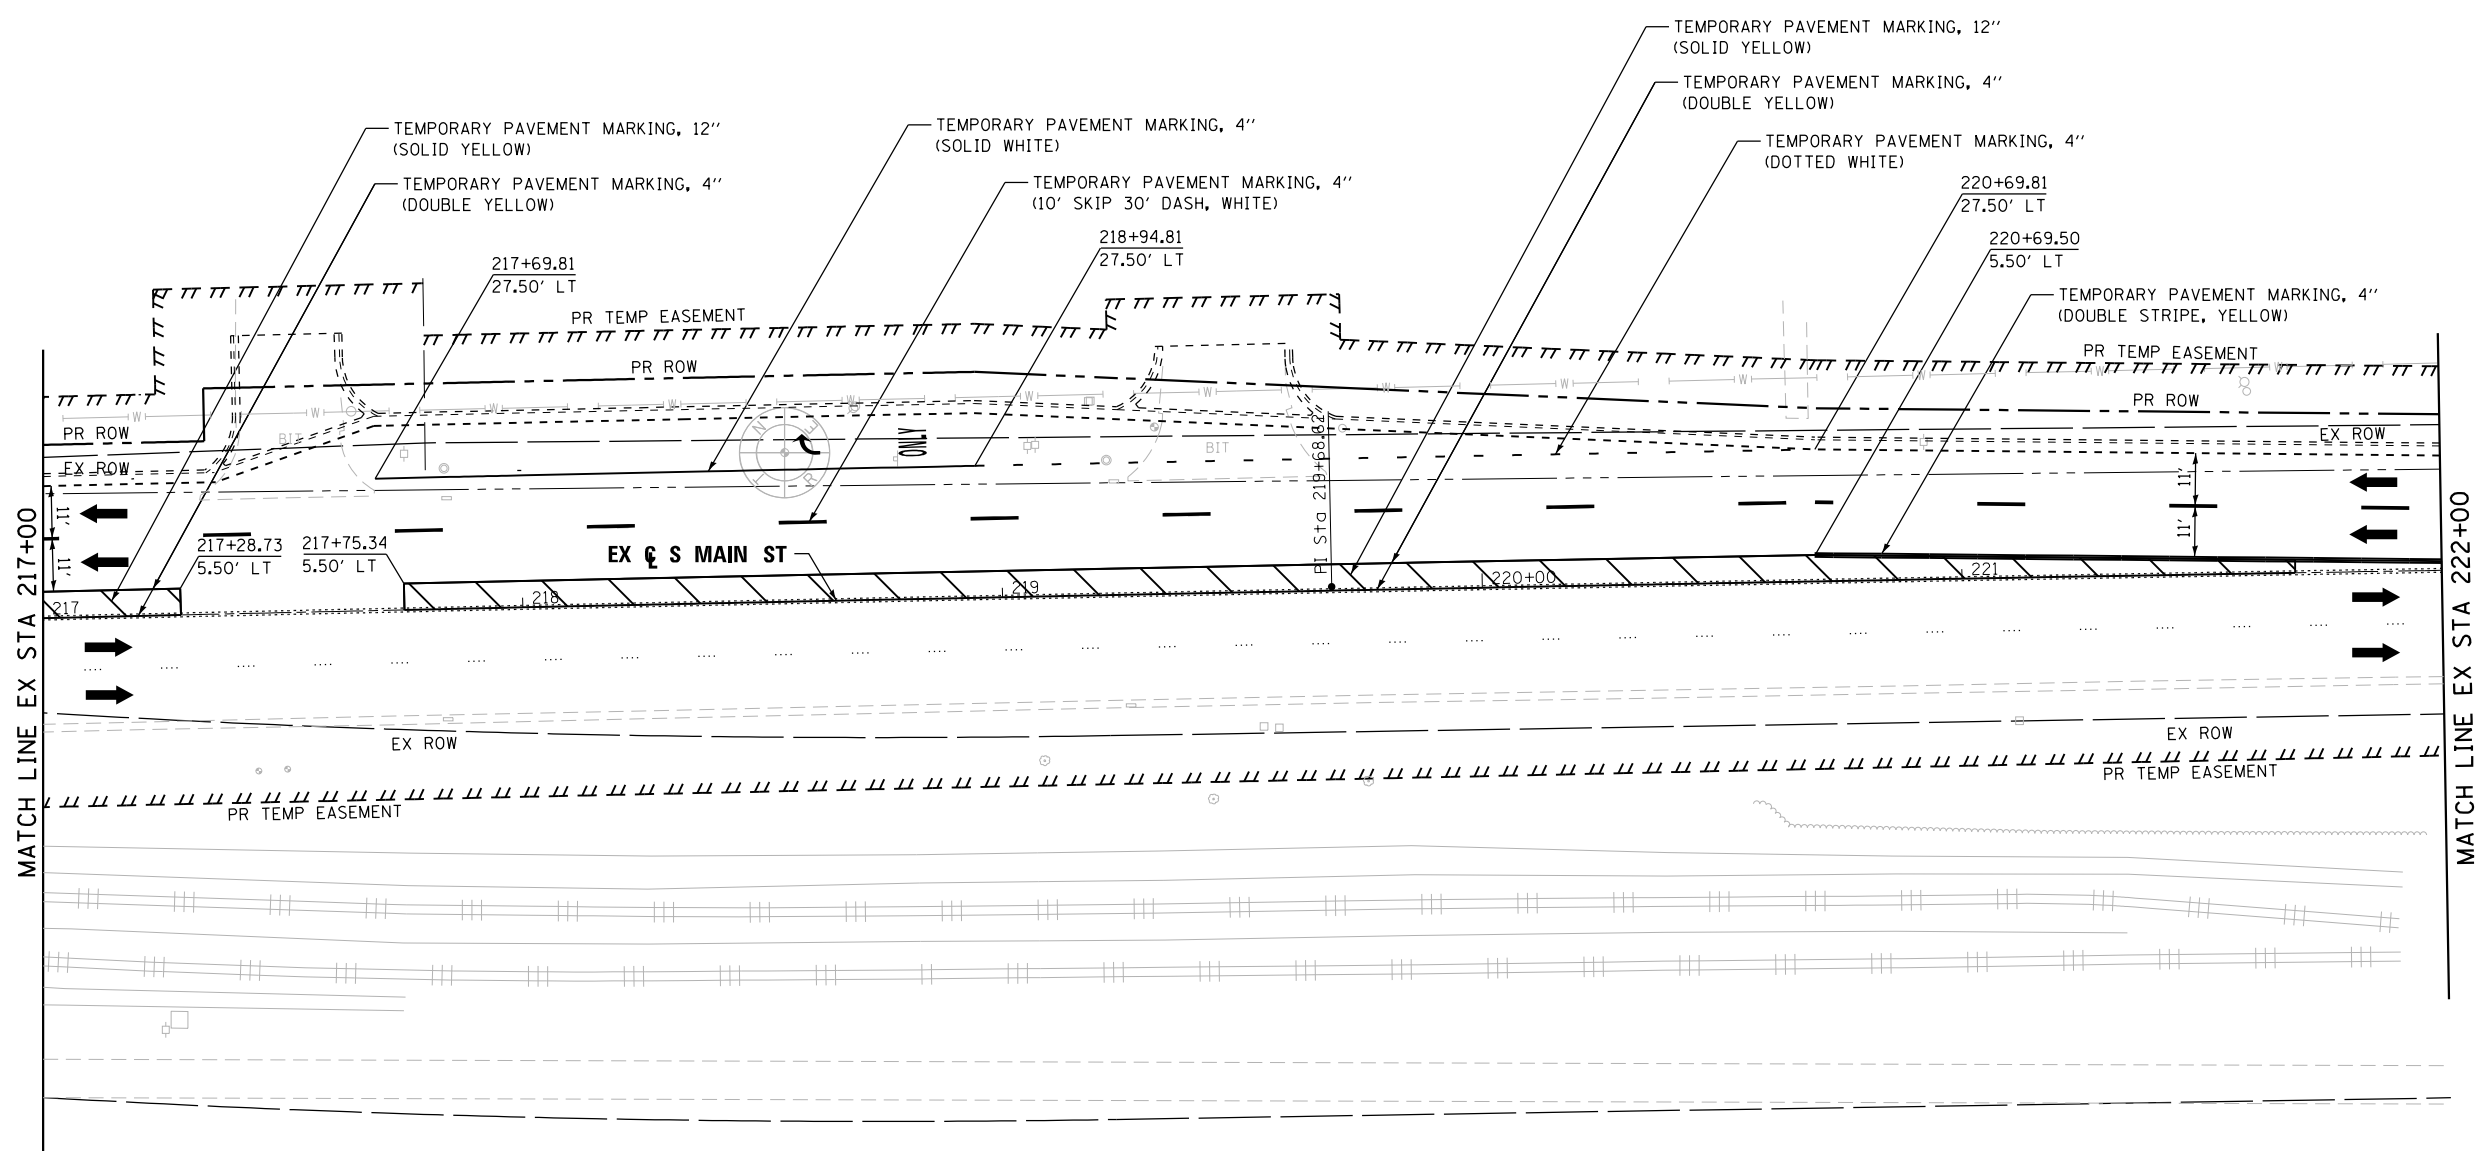 TEMPORARY PAVEMENT MARKING, 12''
(SOLID YELLOW)
TEMPORARY PAVEMENT MARKING, 4''
(DOUBLE YELLOW)
TEMPORARY PAVEMENT MARKING, 4''
(DOTTED WHITE)
TEMPORARY PAVEMENT MARKING, 12''
(SOLID YELLOW)
TEMPORARY PAVEMENT MARKING, 4''
(DOUBLE YELLOW)
TEMPORARY PAVEMENT MARKING, 4''
(SOLID WHITE)
TEMPORARY PAVEMENT MARKING, 4''
(10' SKIP 30' DASH, WHITE)
220+69.81
27.50' LT
220+69.50
5.50' LT
218+94.81
27.50' LT
217+69.81
27.50' LT
TEMPORARY PAVEMENT MARKING, 4''
(DOUBLE STRIPE, YELLOW)
PR TEMP EASEMENT
PR TEMP EASEMENT
PR ROW
PR ROW
W W W W W W W W W W W W
PR ROW
EX ROW
EX ROW
BIT
BIT
ONLY
N
E
R
T
PI Sta 219+68.62
11'
11'
11'
11'
217+28.73
5.50' LT
217+75.34
5.50' LT
EX ℄ S MAIN ST
217
218
219
220+00
221
MATCH LINE EX STA 217+00
MATCH LINE EX STA 222+00
EX ROW
EX ROW
PR TEMP EASEMENT
PR TEMP EASEMENT